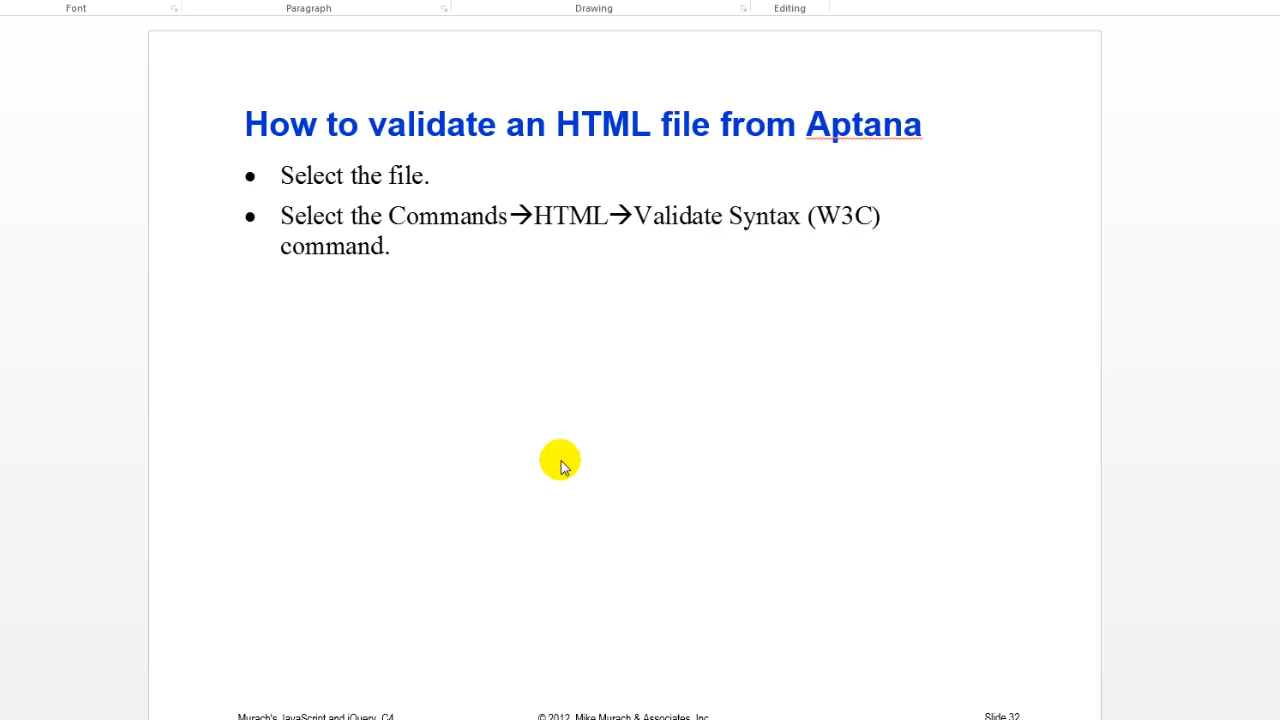 Font Paragraph Drawing Editing
How to validate an HTML file from Aptana
• Select the file.
• Select the Commands→HTML→Validate Syntax (W3C)
command.
Murach's JavaScript and jQuery, C4 © 2012, Mike Murach & Associates, Inc. Slide 32